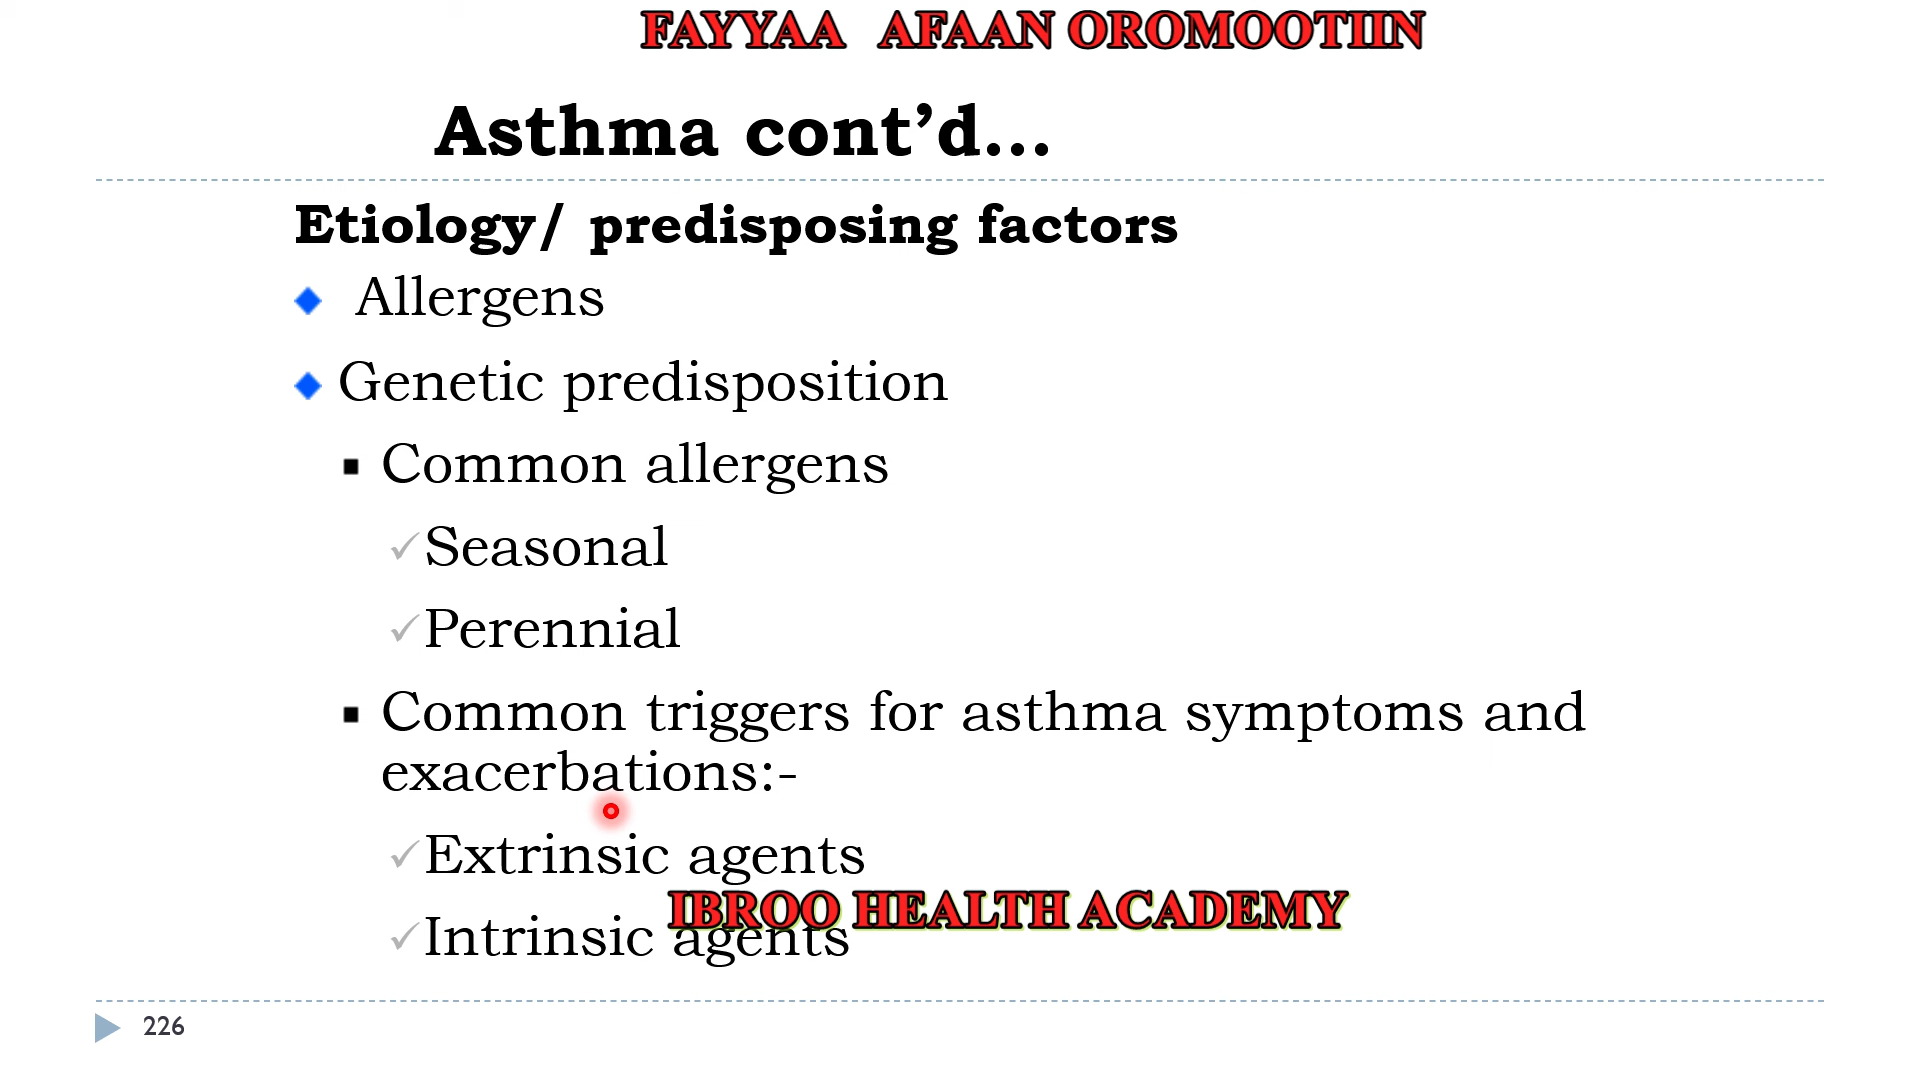 FAYYAA AFAAN OROMOOTIIN
Asthma cont’d…
Etiology/ predisposing factors
Allergens
Genetic predisposition
Common allergens
Seasonal
Perennial
Common triggers for asthma symptoms and
exacerbations:-
Extrinsic agents
IBROO HEALTH ACADEMY
Intrinsic agents
226